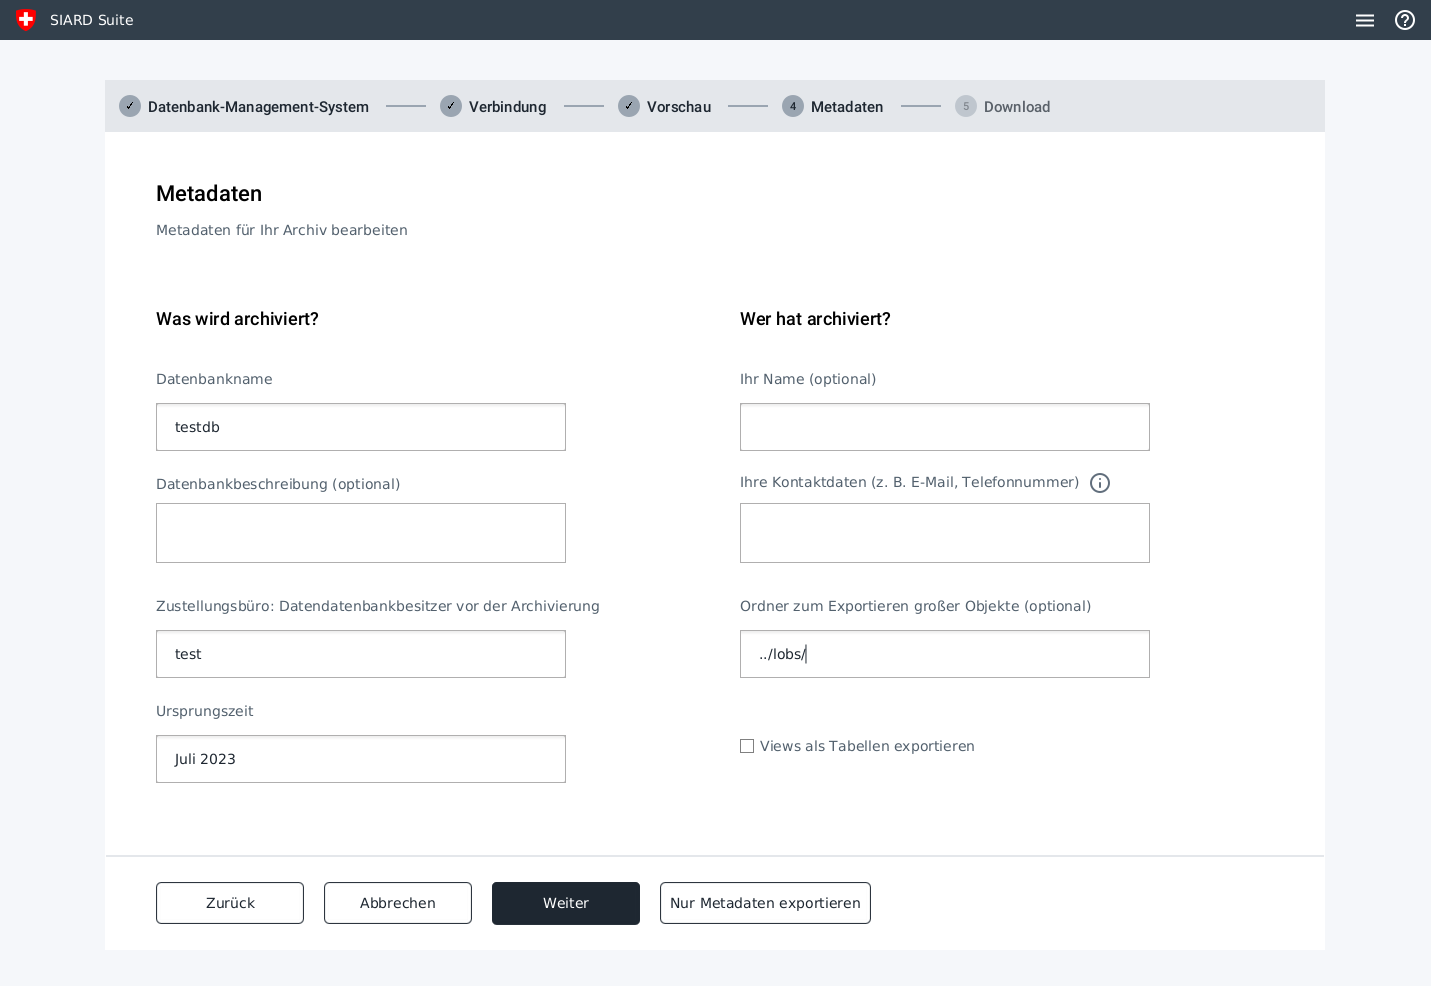 SIARD Suite
✓ Datenbank-Management-System ✓ Verbindung ✓ Vorschau 4 Metadaten 5 Download
Metadaten
Metadaten für Ihr Archiv bearbeiten
Was wird archiviert?
Datenbankname
testdb
Datenbankbeschreibung (optional)
Zustellungsbüro: Datendatenbankbesitzer vor der Archivierung
test
Ursprungszeit
Juli 2023
Wer hat archiviert?
Ihr Name (optional)
Ihre Kontaktdaten (z. B. E-Mail, Telefonnummer)
Ordner zum Exportieren großer Objekte (optional)
../lobs/
Views als Tabellen exportieren
Zurück Abbrechen Weiter Nur Metadaten exportieren